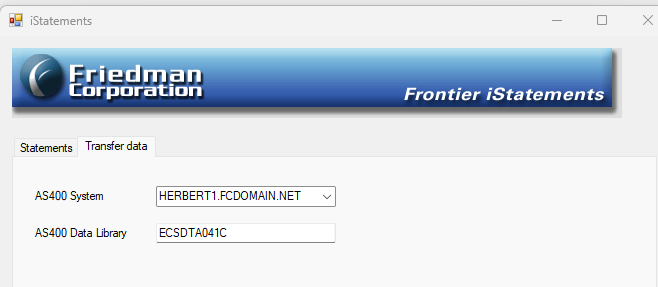 iStatements
Friedman
Corporation
Frontier iStatements
Statements
Transfer data
AS400 System
HERBERT1.FCDOMAIN.NET
AS400 Data Library
ECSDTA041C